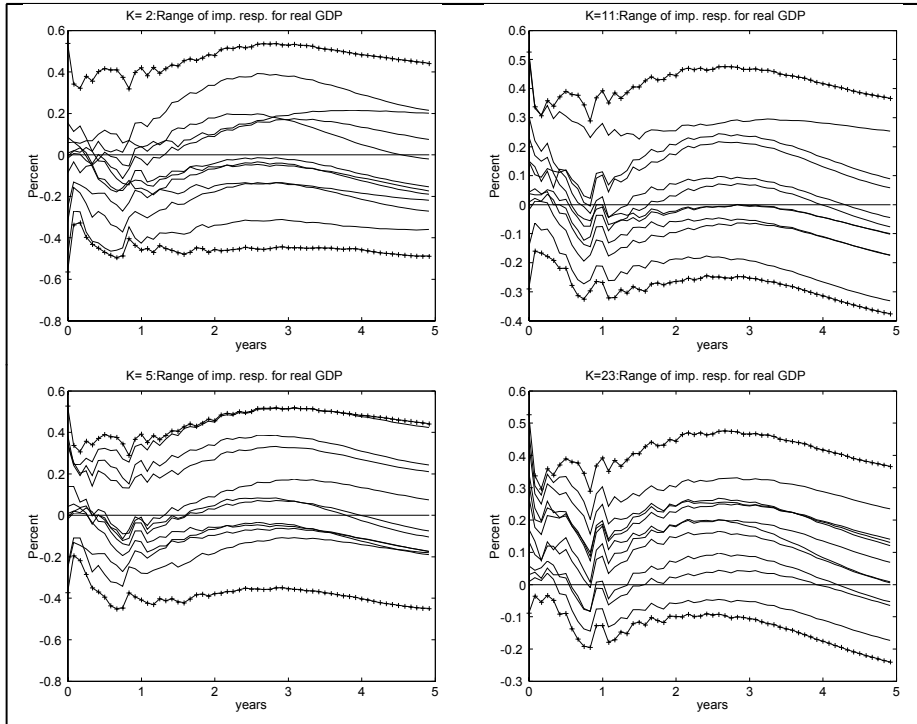 K= 2:Range of imp. resp. for real GDP
0.6
0.4
0.2
0
-0.2
-0.4
-0.6
-0.8
Percent
0 1 2 3 4 5
years
K=11:Range of imp. resp. for real GDP
0.6
0.5
0.4
0.3
0.2
0.1
0
-0.1
-0.2
-0.3
-0.4
Percent
0 1 2 3 4 5
years
K= 5:Range of imp. resp. for real GDP
0.6
0.4
0.2
0
-0.2
-0.4
-0.6
-0.8
Percent
0 1 2 3 4 5
years
K=23:Range of imp. resp. for real GDP
0.6
0.5
0.4
0.3
0.2
0.1
0
-0.1
-0.2
-0.3
Percent
0 1 2 3 4 5
years